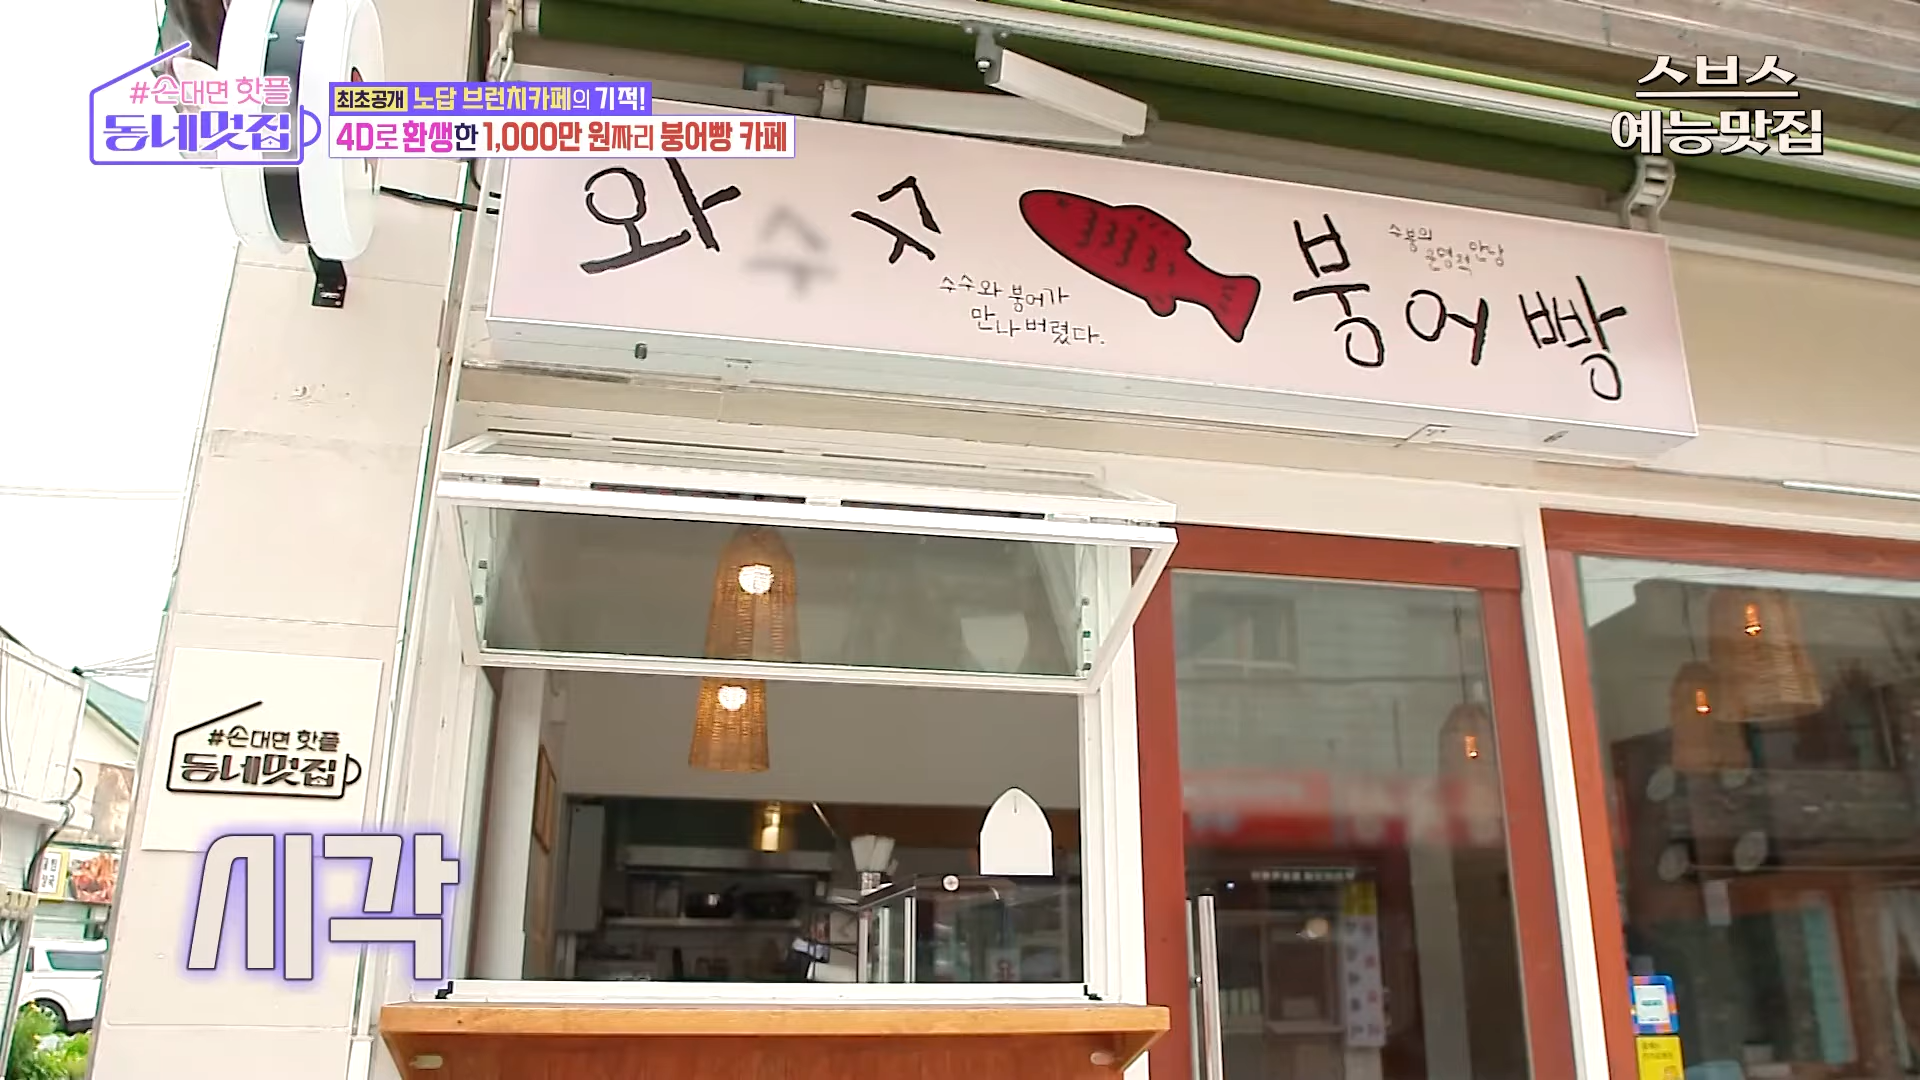 #손대면 핫플
동네멋집
최초공개 노답 브런치카페의 기적!
4D로 환생한 1,000만 원짜리 붕어빵 카페
스브스
예능맛집
와
붕어빵
수수와 붕어가
만나버렸다.
수붕의
운명적 만남
#손대면 핫플
동네멋집
시각